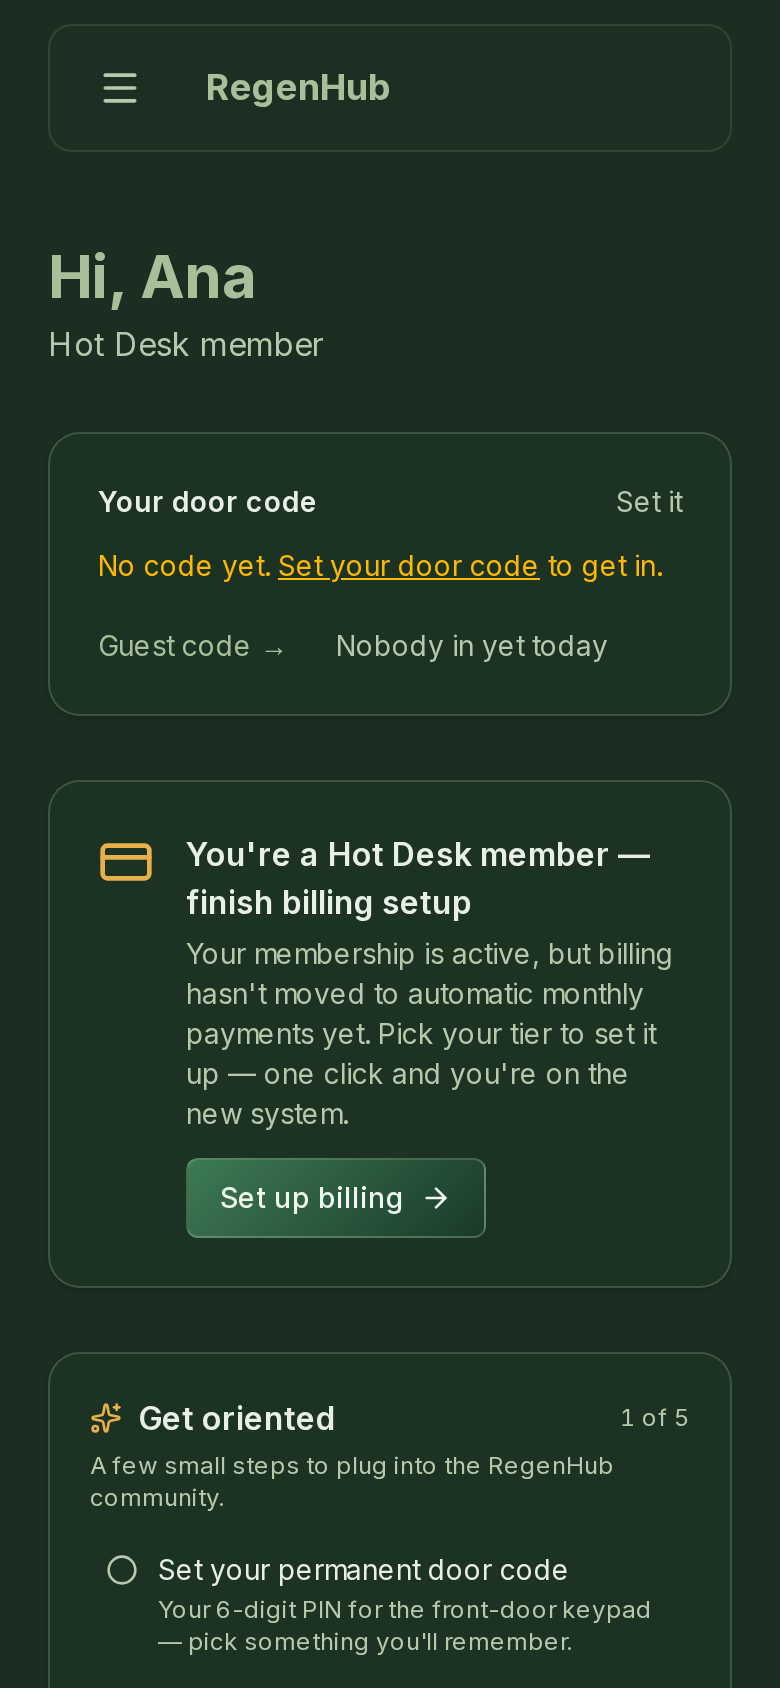 RegenHub
Hi, Ana
Hot Desk member
Your door code
Set it
No code yet. Set your door code to get in.
Guest code →
Nobody in yet today
You're a Hot Desk member —
finish billing setup
Your membership is active, but billing
hasn't moved to automatic monthly
payments yet. Pick your tier to set it
up — one click and you're on the
new system.
Set up billing →
Get oriented
1 of 5
A few small steps to plug into the RegenHub
community.
Set your permanent door code
Your 6-digit PIN for the front-door keypad
— pick something you'll remember.